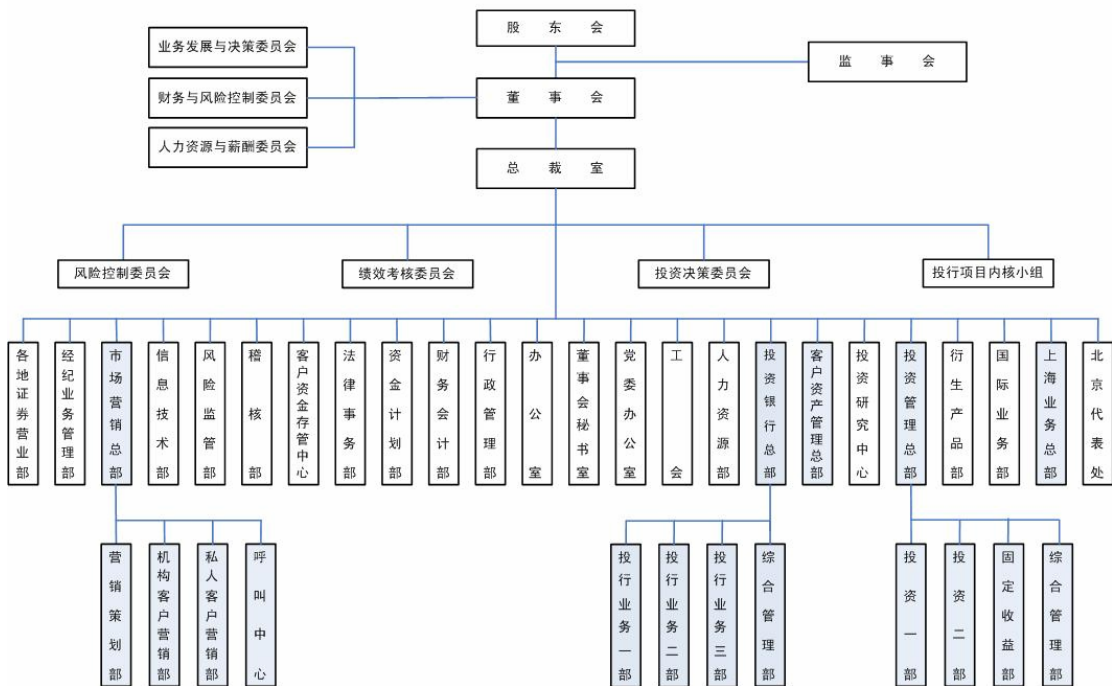 股东会
业务发展与决策委员会
监事会
财务与风险控制委员会
董事会
人力资源与薪酬委员会
总裁室
风险控制委员会
绩效考核委员会
投资决策委员会
投行项目内核小组
各地证券营业部
经纪业务管理部
市场营销总部
信息技术部
风险监管部
稽核部
客户资金存管中心
法律事务部
资金计划部
财务会计部
行政管理部
办公室
董事会秘书室
党委办公室
工会
人力资源部
投资银行总部
客户资产管理总部
投资研究中心
投资管理总部
衍生产品部
国际业务部
上海业务总部
北京代表处
营销策划部
机构客户营销部
私人客户营销部
呼叫中心
投行业务一部
投行业务二部
投行业务三部
综合管理部
投资一部
投资二部
固定收益部
综合管理部